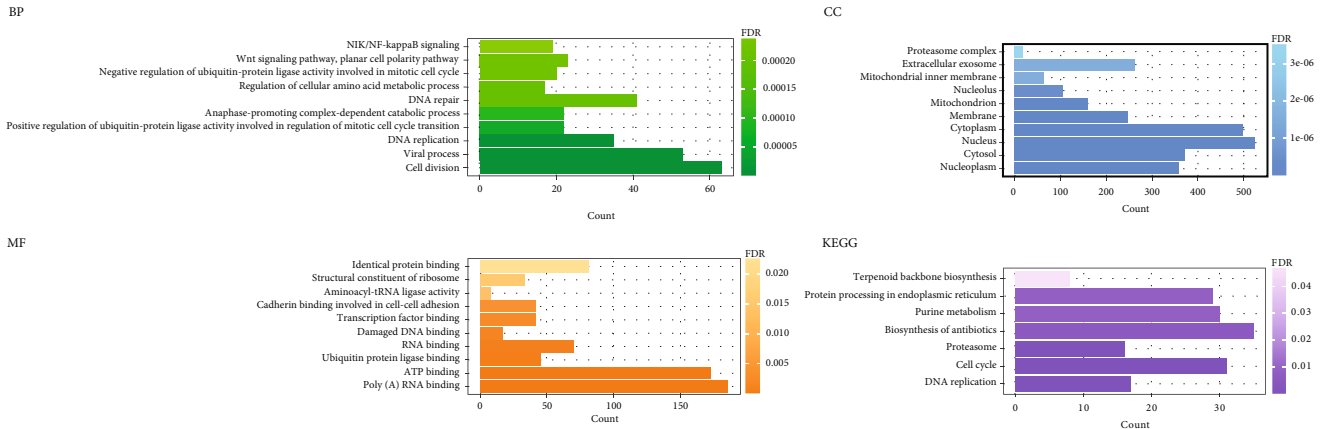 BP
NIK/NF-kappaB signaling
Wnt signaling pathway, planar cell polarity pathway
Negative regulation of ubiquitin-protein ligase activity involved in mitotic cell cycle
Regulation of cellular amino acid metabolic process
DNA repair
Anaphase-promoting complex-dependent catabolic process
Positive regulation of ubiquitin-protein ligase activity involved in regulation of mitotic cell cycle transition
DNA replication
Viral process
Cell division
0 20 40 60
Count
FDR
0.00020
0.00015
0.00010
0.00005
CC
Proteasome complex
Extracellular exosome
Mitochondrial inner membrane
Nucleolus
Mitochondrion
Membrane
Cytoplasm
Nucleus
Cytosol
Nucleoplasm
0 100 200 300 400 500
Count
FDR
3e-06
2e-06
1e-06
MF
Identical protein binding
Structural constituent of ribosome
Aminoacyl-tRNA ligase activity
Cadherin binding involved in cell-cell adhesion
Transcription factor binding
Damaged DNA binding
RNA binding
Ubiquitin protein ligase binding
ATP binding
Poly (A) RNA binding
0 50 100 150
Count
FDR
0.020
0.015
0.010
0.005
KEGG
Terpenoid backbone biosynthesis
Protein processing in endoplasmic reticulum
Purine metabolism
Biosynthesis of antibiotics
Proteasome
Cell cycle
DNA replication
0 10 20 30
Count
FDR
0.04
0.03
0.02
0.01